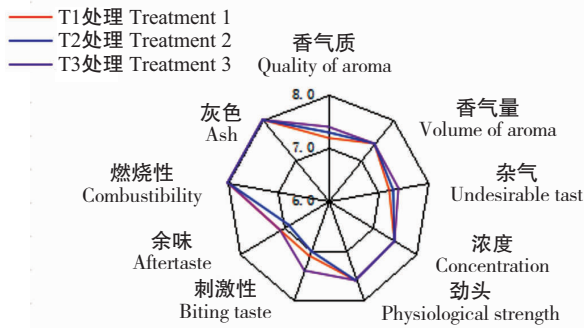 T1处理 Treatment 1
T2处理 Treatment 2
T3处理 Treatment 3
香气质
Quality of aroma
8.0
香气量
Volume of aroma
灰色
Ash
7.0
杂气
Undesirable tast
燃烧性
Combustibility
6.0
浓度
Concentration
余味
Aftertaste
劲头
Physiological strength
刺激性
Biting taste